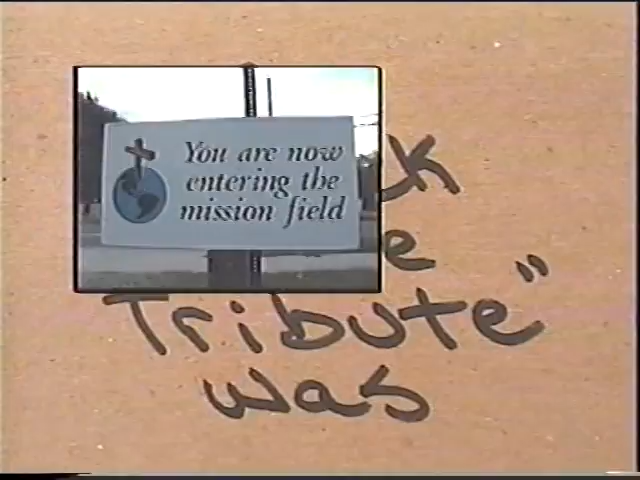 You are now
entering the
mission field
k
e
Tribute"
was